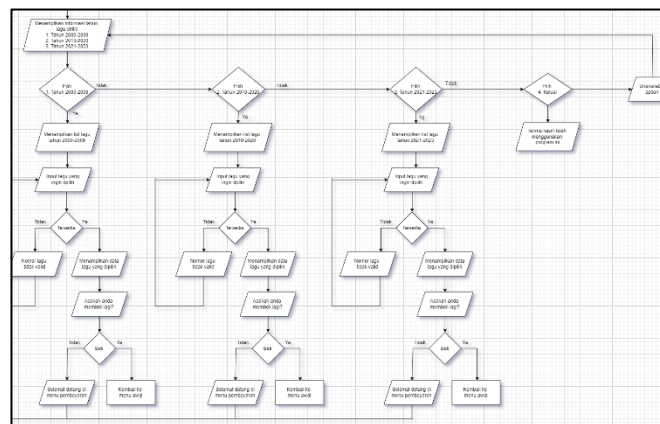 Menampilkan informasi tahun
lagu dirilis
1. Tahun 2000-2009
2. Tahun 2010-2020
3. Tahun 2021-2023
Pilih
1. Tahun 2000-2009
Tidak
Pilih
2. Tahun 2010-2020
Tidak
Pilih
3. Tahun 2021-2023
Tidak
Pilih
4. Keluar
option
Ya
Ya
Ya
Menampilkan list lagu
tahun 2000-2009
Menampilkan list lagu
tahun 2010-2020
Menampilkan list lagu
tahun 2021-2023
Terima kasih telah
menggunakan
program ini
Input lagu yang
ingin dipilih
Input lagu yang
ingin dipilih
Input lagu yang
ingin dipilih
Tidak
Tersedia
Ya
Tidak
Tersedia
Ya
Tidak
Tersedia
Ya
Nomor lagu
tidak valid
Menampilkan data
lagu yang dipilih
Nomor lagu
tidak valid
Menampilkan data
lagu yang dipilih
Nomor lagu
tidak valid
Menampilkan data
lagu yang dipilih
Apakah anda
membeli lagi?
Apakah anda
membeli lagi?
Apakah anda
membeli lagi?
Tidak
Beli
Ya
Tidak
Beli
Ya
Tidak
Beli
Ya
Selamat datang di
menu pembayaran
Kembali ke
menu awal
Selamat datang di
menu pembayaran
Kembali ke
menu awal
Selamat datang di
menu pembayaran
Kembali ke
menu awal